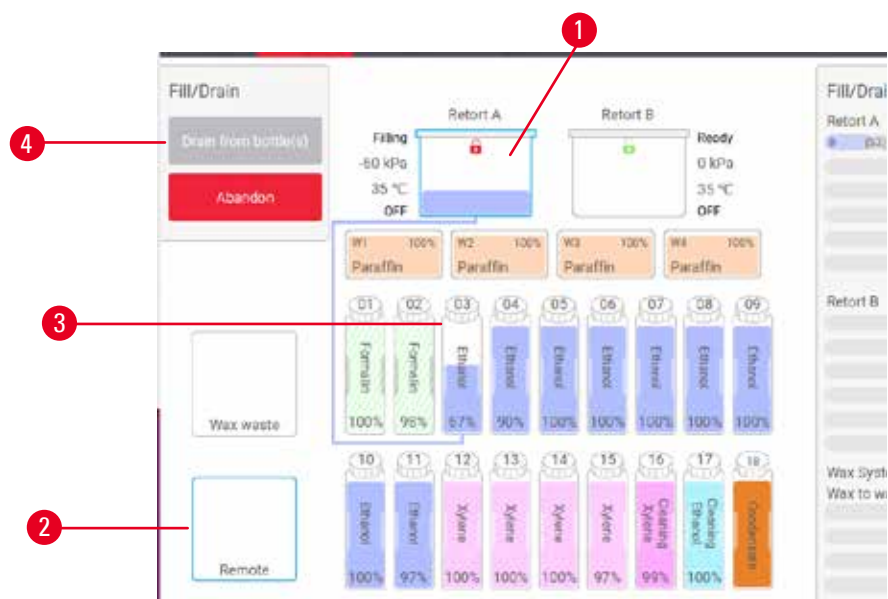 1
Fill/Drain
Retort A
Retort B
Fill/Drai
Retort A
4
Drain from bottle(s)
Filling
Ready
-60 kPa
0 kPa
35 °C
35 °C
Abandon
OFF
OFF
W1 100%
W2 100%
W3 100%
W4 100%
Paraffin
Paraffin
Paraffin
Paraffin
3
01
02
03
04
05
06
07
08
09
Retort B
Formalin
Formalin
Ethanol
Ethanol
Ethanol
Ethanol
Ethanol
Ethanol
Ethanol
100%
98%
67%
90%
100%
100%
100%
100%
100%
Wax waste
10
11
12
13
14
15
16
17
18
Wax Syst
Wax to w
2
Ethanol
Ethanol
Xylene
Xylene
Xylene
Xylene
Cleaning
Xylene
Cleaning
Ethanol
Condensate
Remote
100%
97%
100%
100%
100%
97%
99%
100%